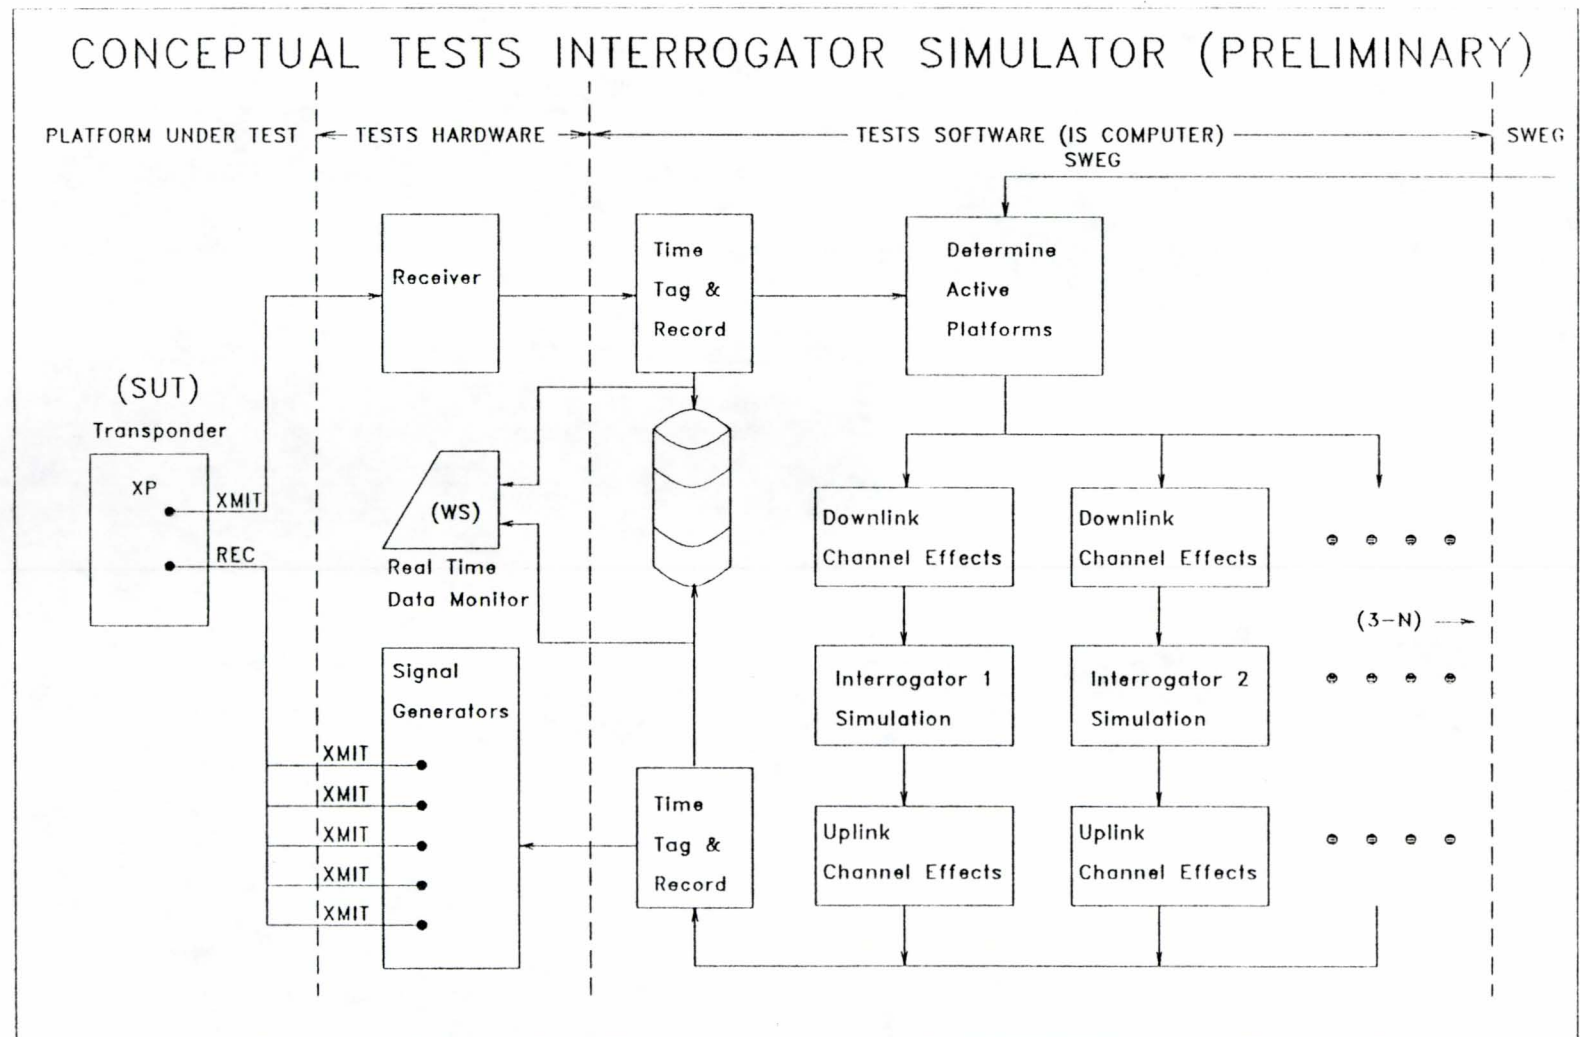 CONCEPTUAL TESTS INTERROGATOR SIMULATOR (PRELIMINARY)
PLATFORM UNDER TEST
TESTS HARDWARE
TESTS SOFTWARE (IS COMPUTER)
SWEG
SWEG
Receiver
Time
Tag &
Record
Determine
Active
Platforms
(SUT)
Transponder
XP
XMIT
REC
(WS)
Real Time
Data Monitor
Downlink
Channel Effects
Downlink
Channel Effects
(3-N)
Signal
Generators
Interrogator 1
Simulation
Interrogator 2
Simulation
XMIT
XMIT
XMIT
XMIT
XMIT
Time
Tag &
Record
Uplink
Channel Effects
Uplink
Channel Effects